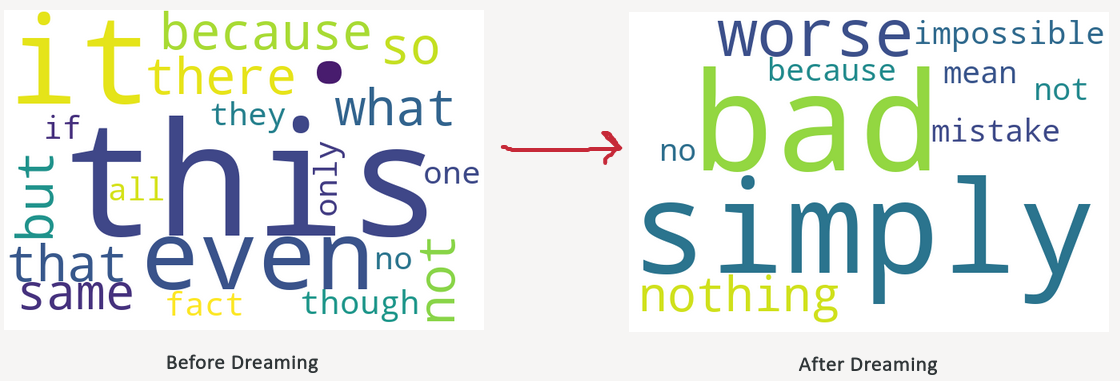 it because so
there .
they what
if this
but all only one
that even no not
same fact though
Before Dreaming
worse impossible
because mean not
bad mistake
no
simply
nothing
After Dreaming